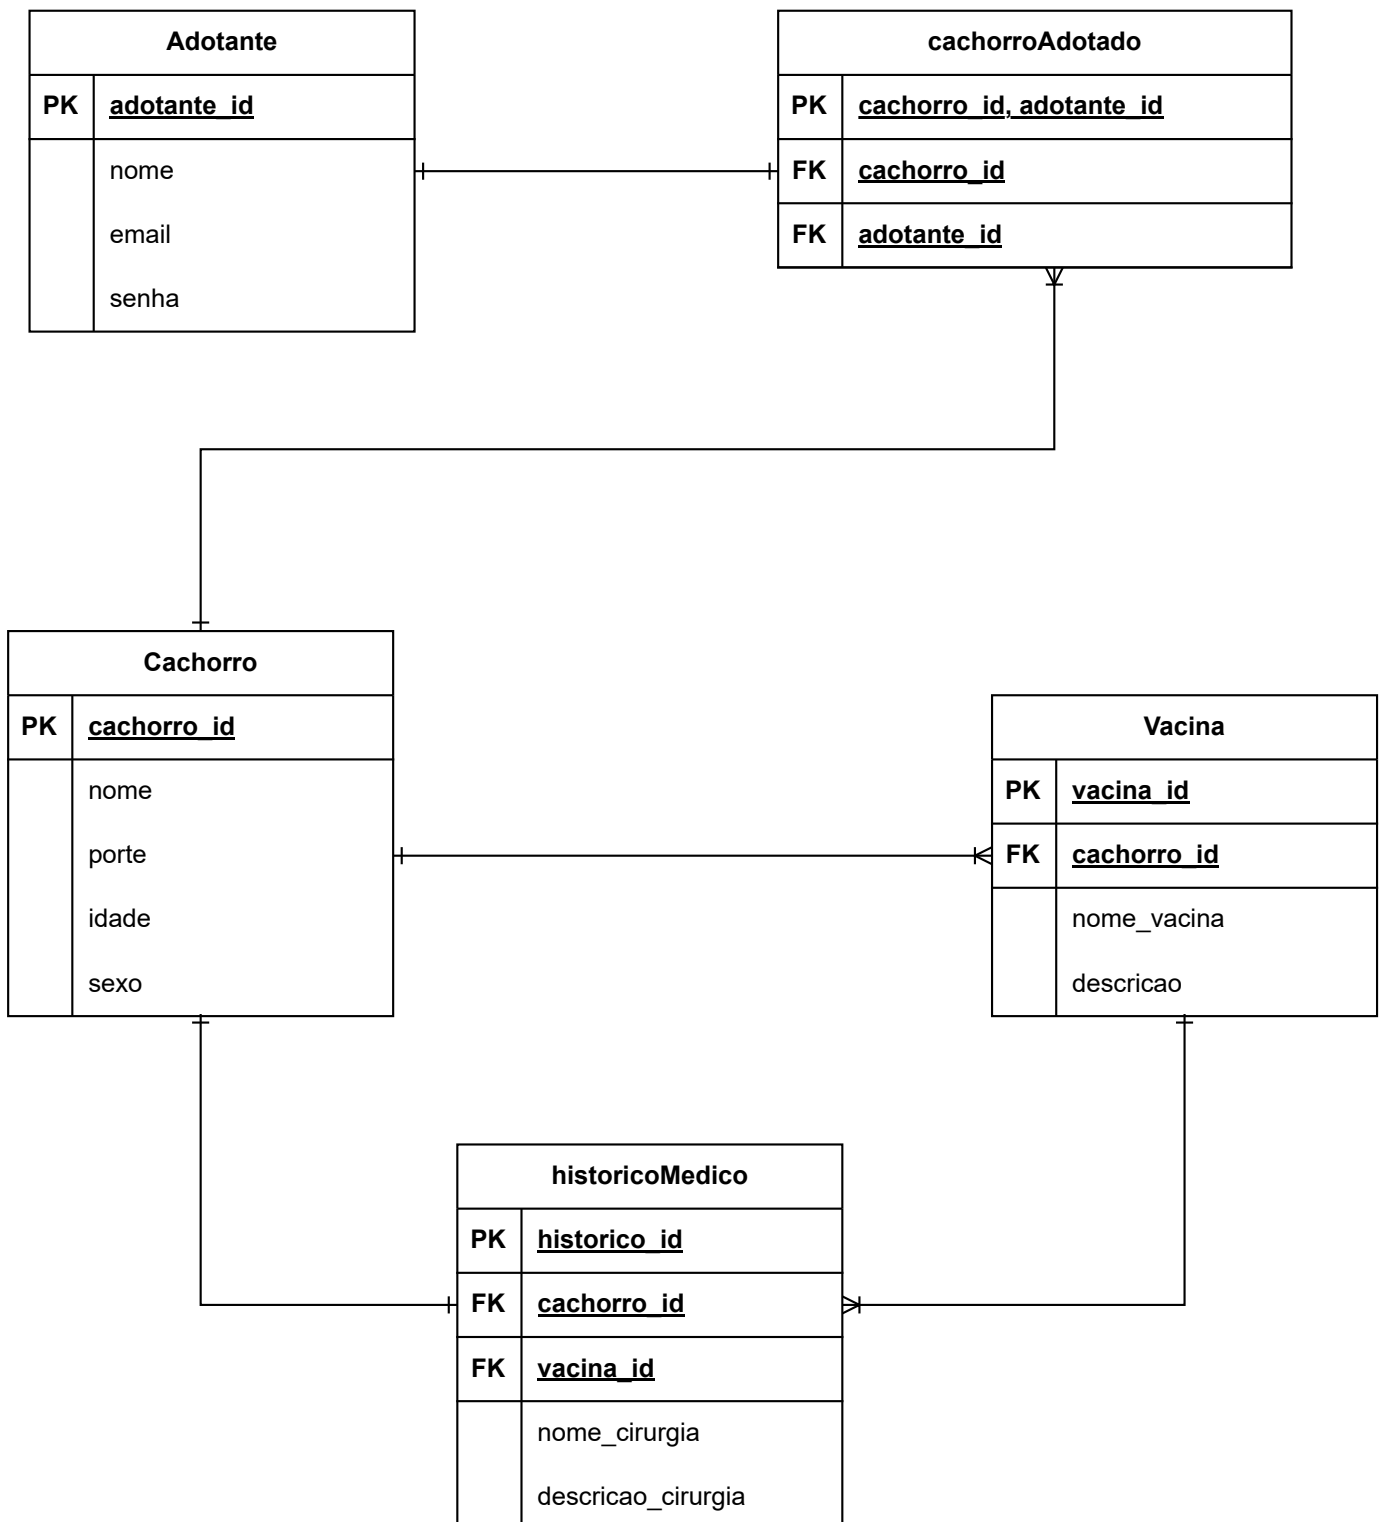 Adotante
PK adotante_id
nome
email
senha
cachorroAdotado
PK cachorro_id, adotante_id
FK cachorro_id
FK adotante_id
Cachorro
PK cachorro_id
nome
porte
idade
sexo
Vacina
PK vacina_id
FK cachorro_id
nome_vacina
descricao
historicoMedico
PK historico_id
FK cachorro_id
FK vacina_id
nome_cirurgia
descricao_cirurgia